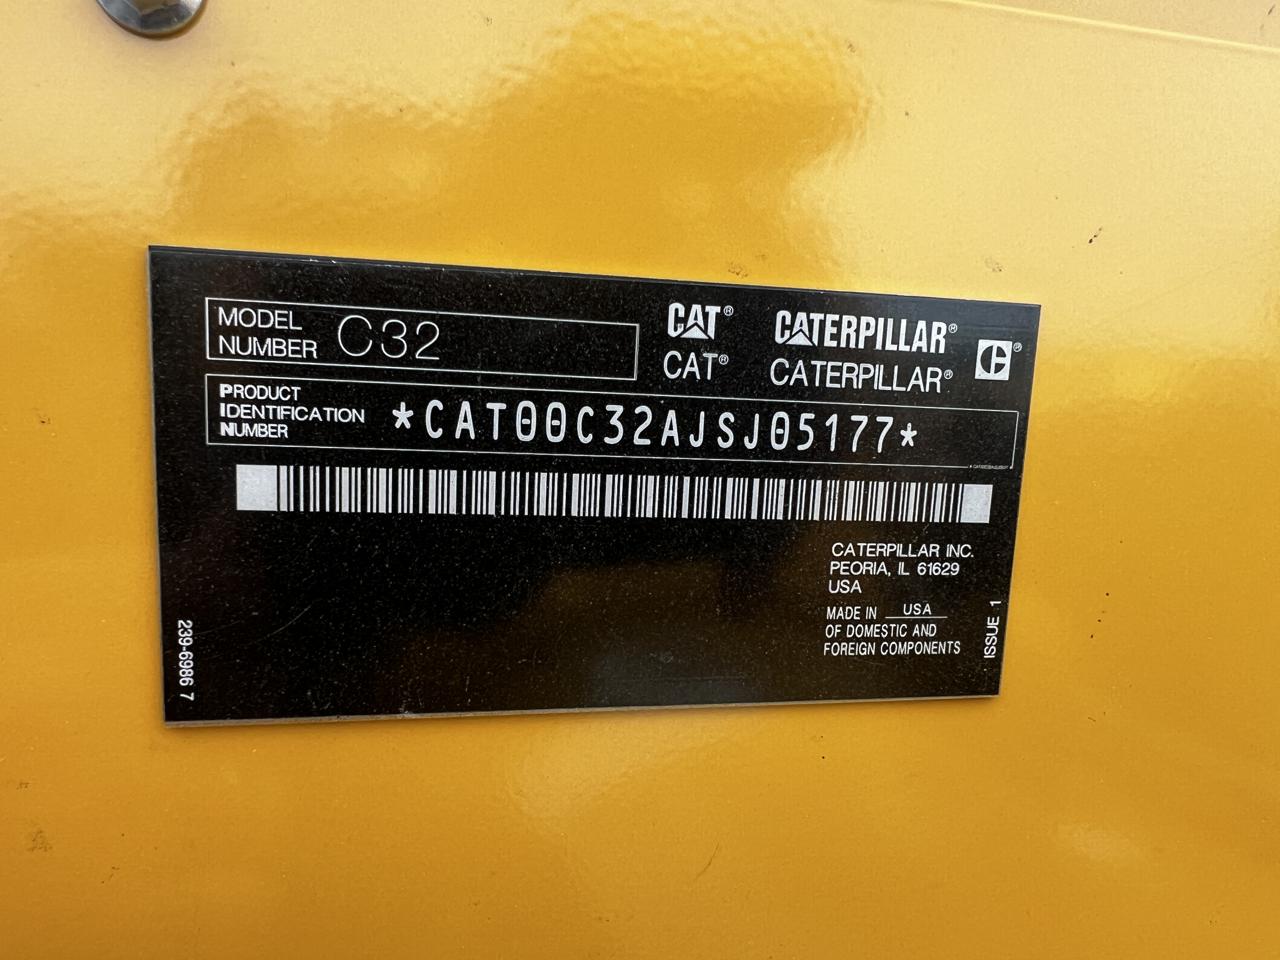 MODEL NUMBER C32
CAT® CATERPILLAR®
CAT® CATERPILLAR®
PRODUCT IDENTIFICATION NUMBER *CAT00C32AJSJ05177*
CATERPILLAR INC.
PEORIA, IL 61629
USA
MADE IN USA
OF DOMESTIC AND
FOREIGN COMPONENTS
ISSUE 1
239-6986 7